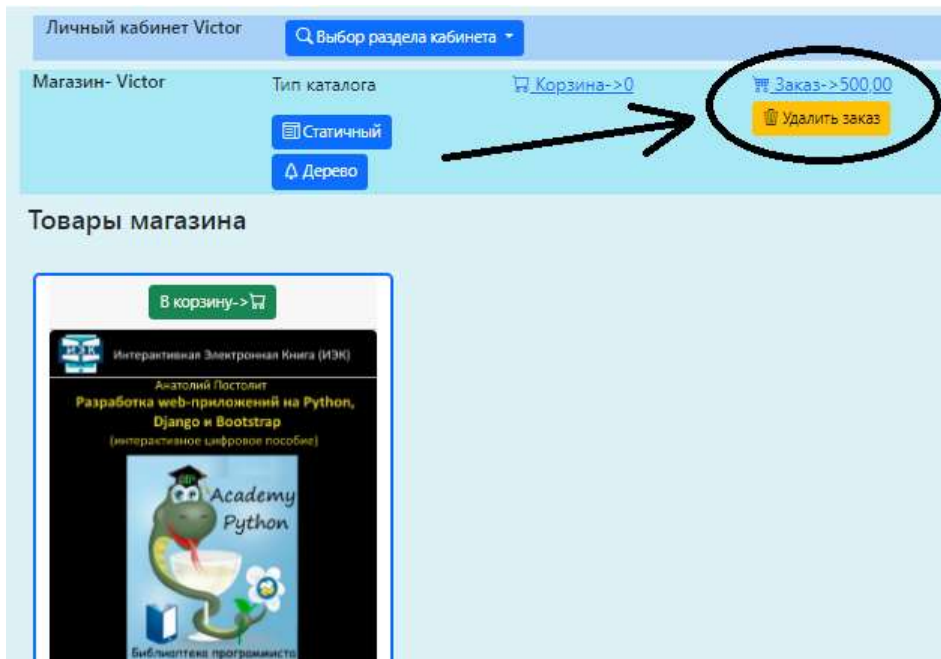 Личный кабинет Victor
Выбор раздела кабинета
Магазин- Victor
Тип каталога
Корзина->0
Заказ->500,00
Статичный
Удалить заказ
Дерево
Товары магазина
В корзину->
ИЭК
Интерактивная Электронная Книга (ИЭК)
Анатолий Постолит
Разработка web-приложений на Python,
Django и Bootstrap
(интерактивное цифровое пособие)
Academy
Python
Библиотека программиста